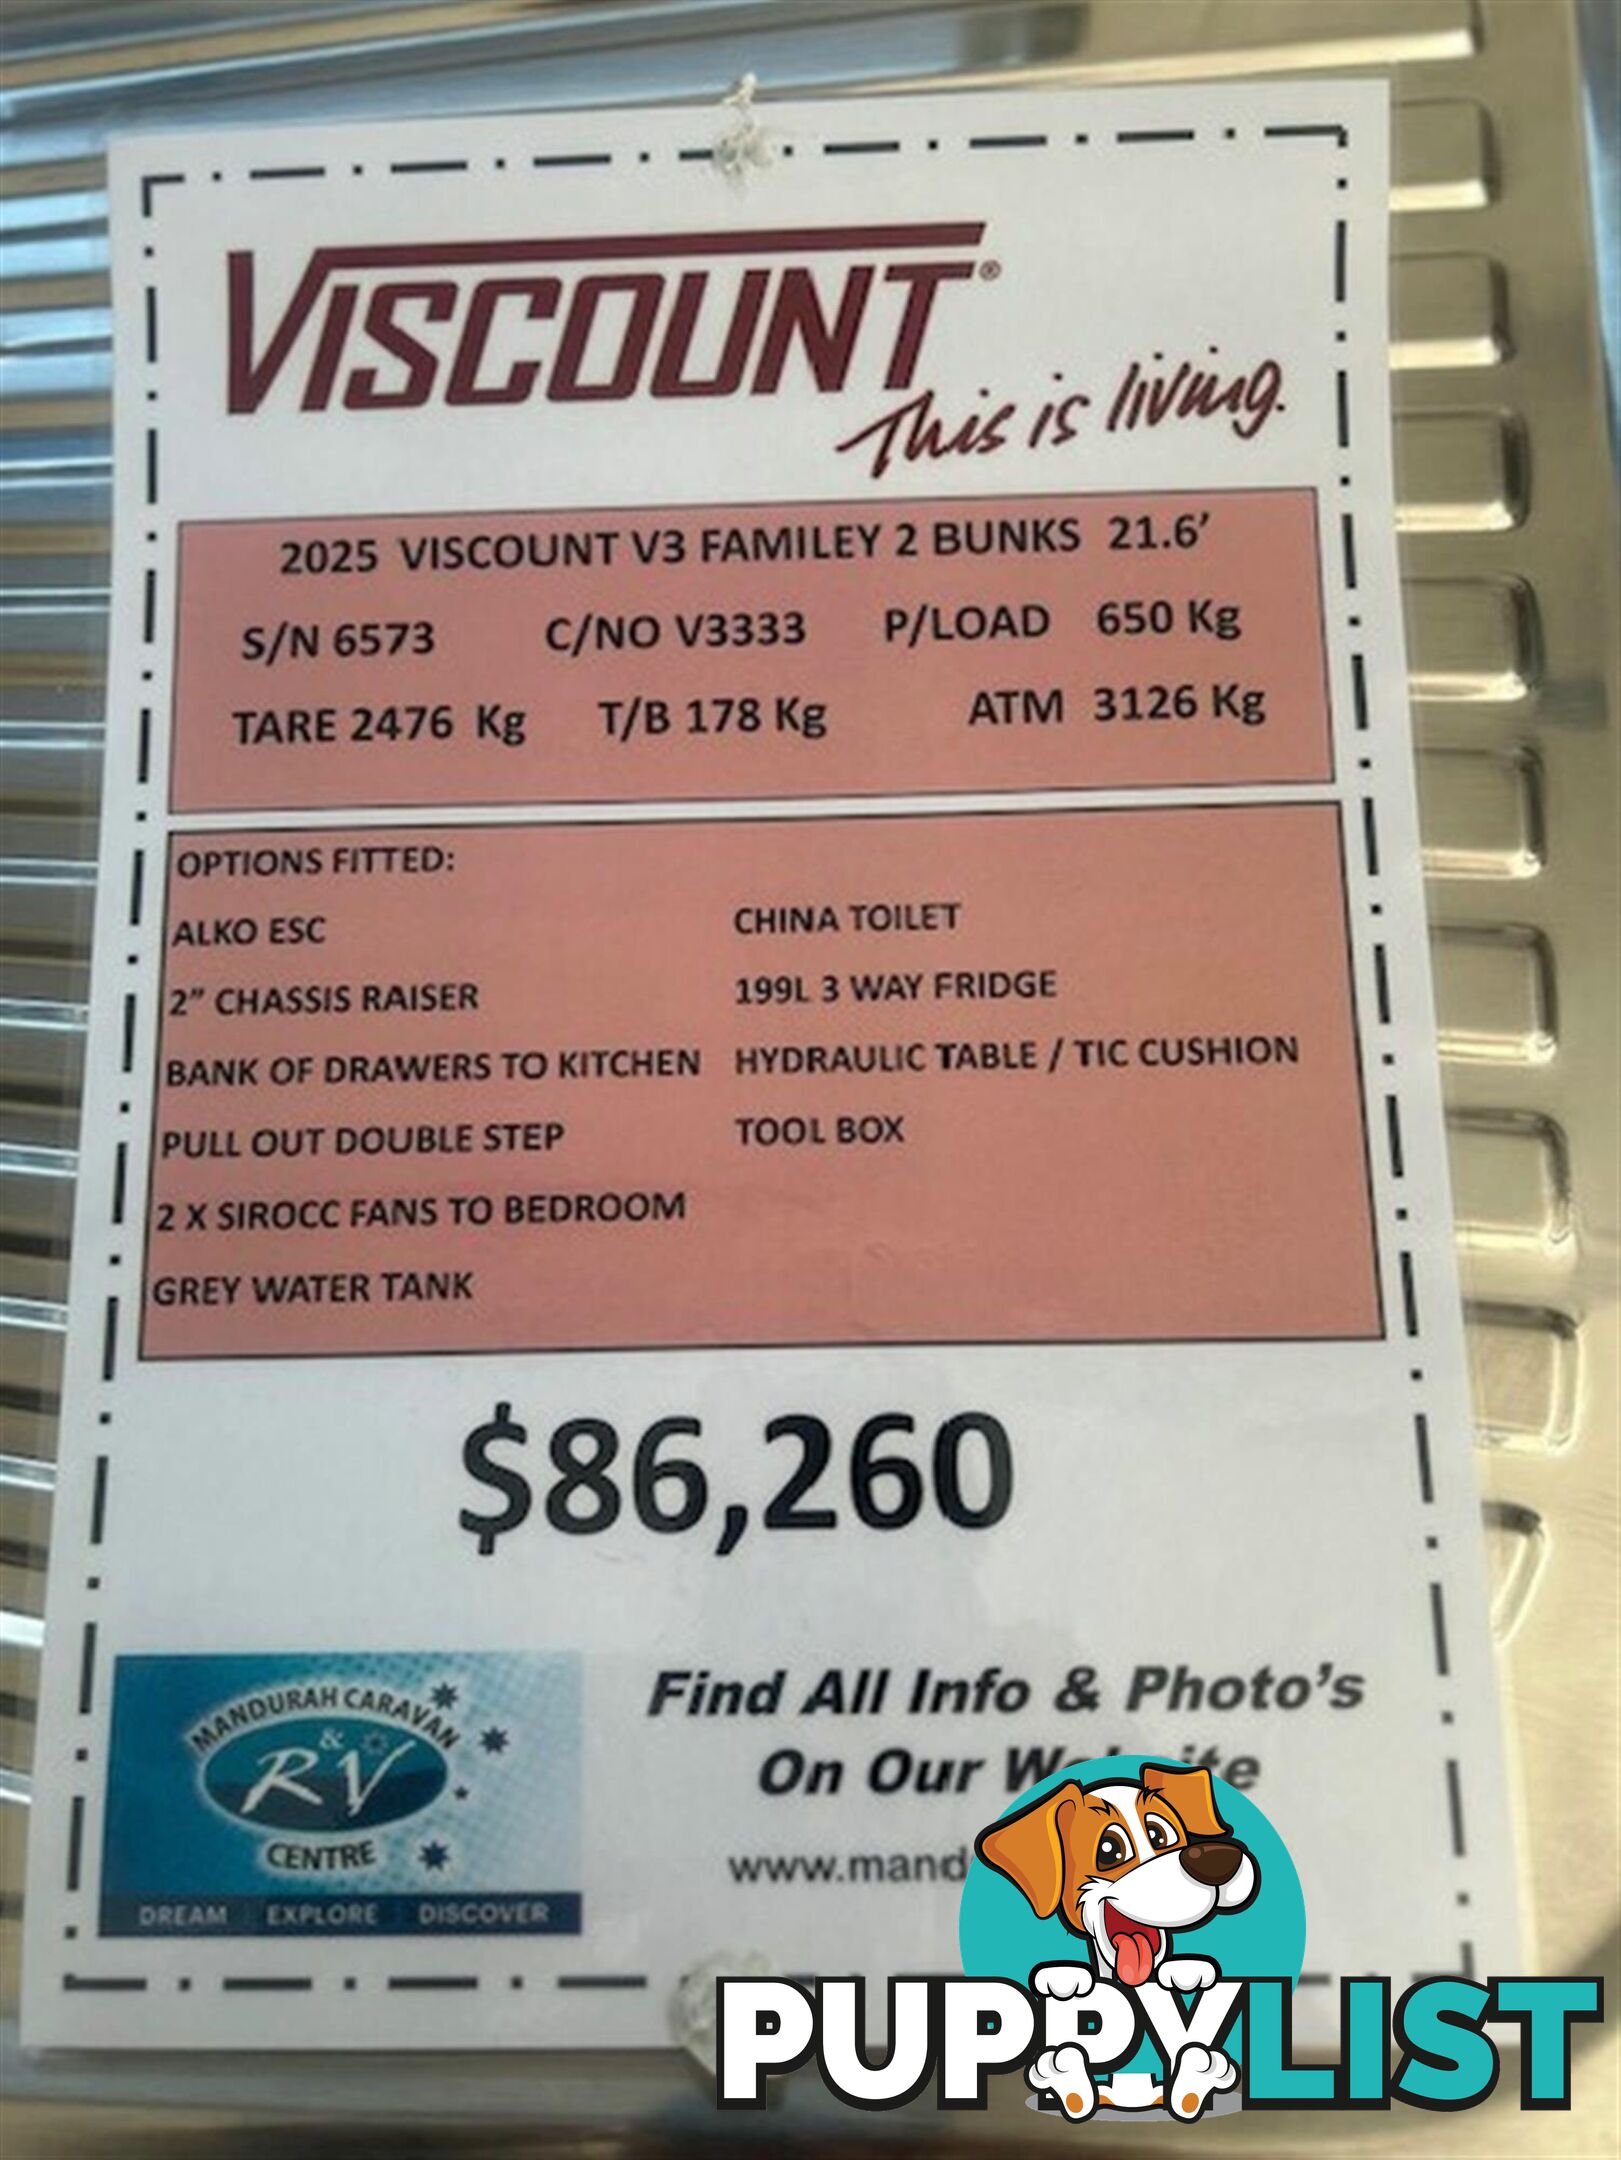 VISCOUNT®
This is living.
2025 VISCOUNT V3 FAMILEY 2 BUNKS 21.6’
S/N 6573 C/NO V3333 P/LOAD 650 Kg
TARE 2476 Kg T/B 178 Kg ATM 3126 Kg
OPTIONS FITTED:
ALKO ESC CHINA TOILET
2” CHASSIS RAISER 199L 3 WAY FRIDGE
BANK OF DRAWERS TO KITCHEN HYDRAULIC TABLE / TIC CUSHION
PULL OUT DOUBLE STEP TOOL BOX
2 X SIROCC FANS TO BEDROOM
GREY WATER TANK
$86,260
MANDURAH CARAVAN
& RV
CENTRE
DREAM EXPLORE DISCOVER
Find All Info & Photo’s
On Our
www.mand
PUPPYLIST